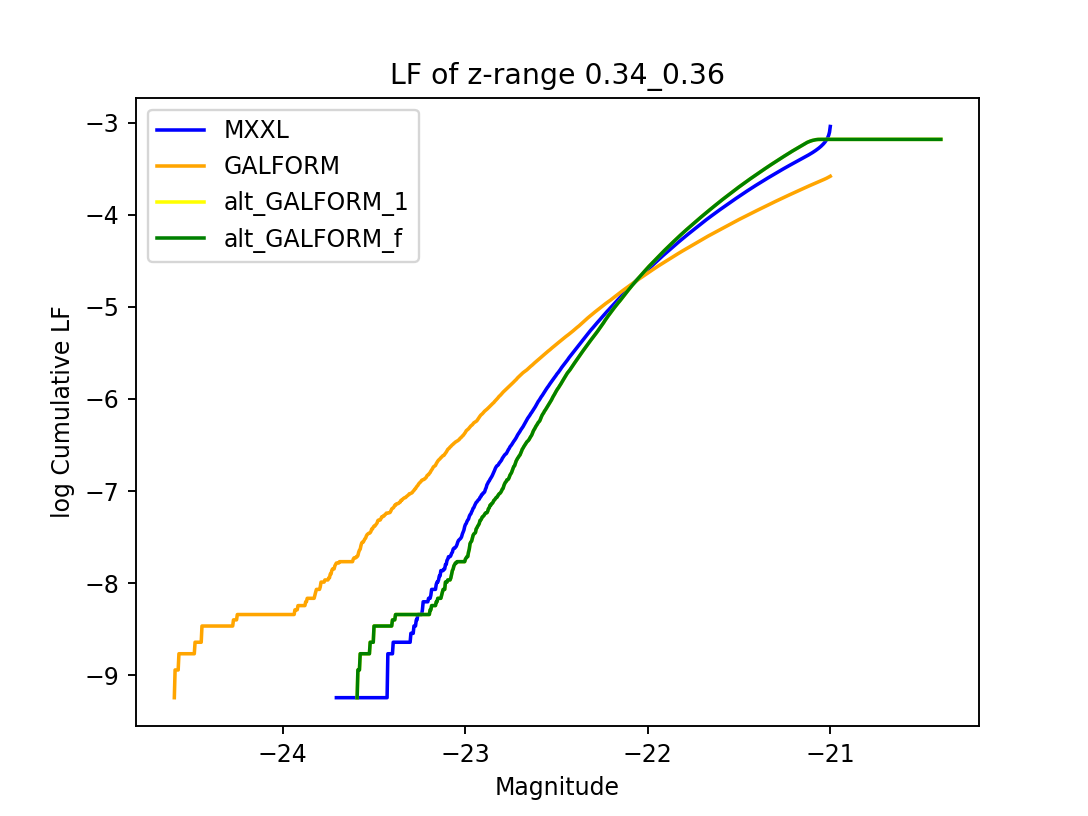 LF of z-range 0.34_0.36
MXXL
GALFORM
alt_GALFORM_1
alt_GALFORM_f
log Cumulative LF
−3
−4
−5
−6
−7
−8
−9
−24
−23
−22
−21
Magnitude